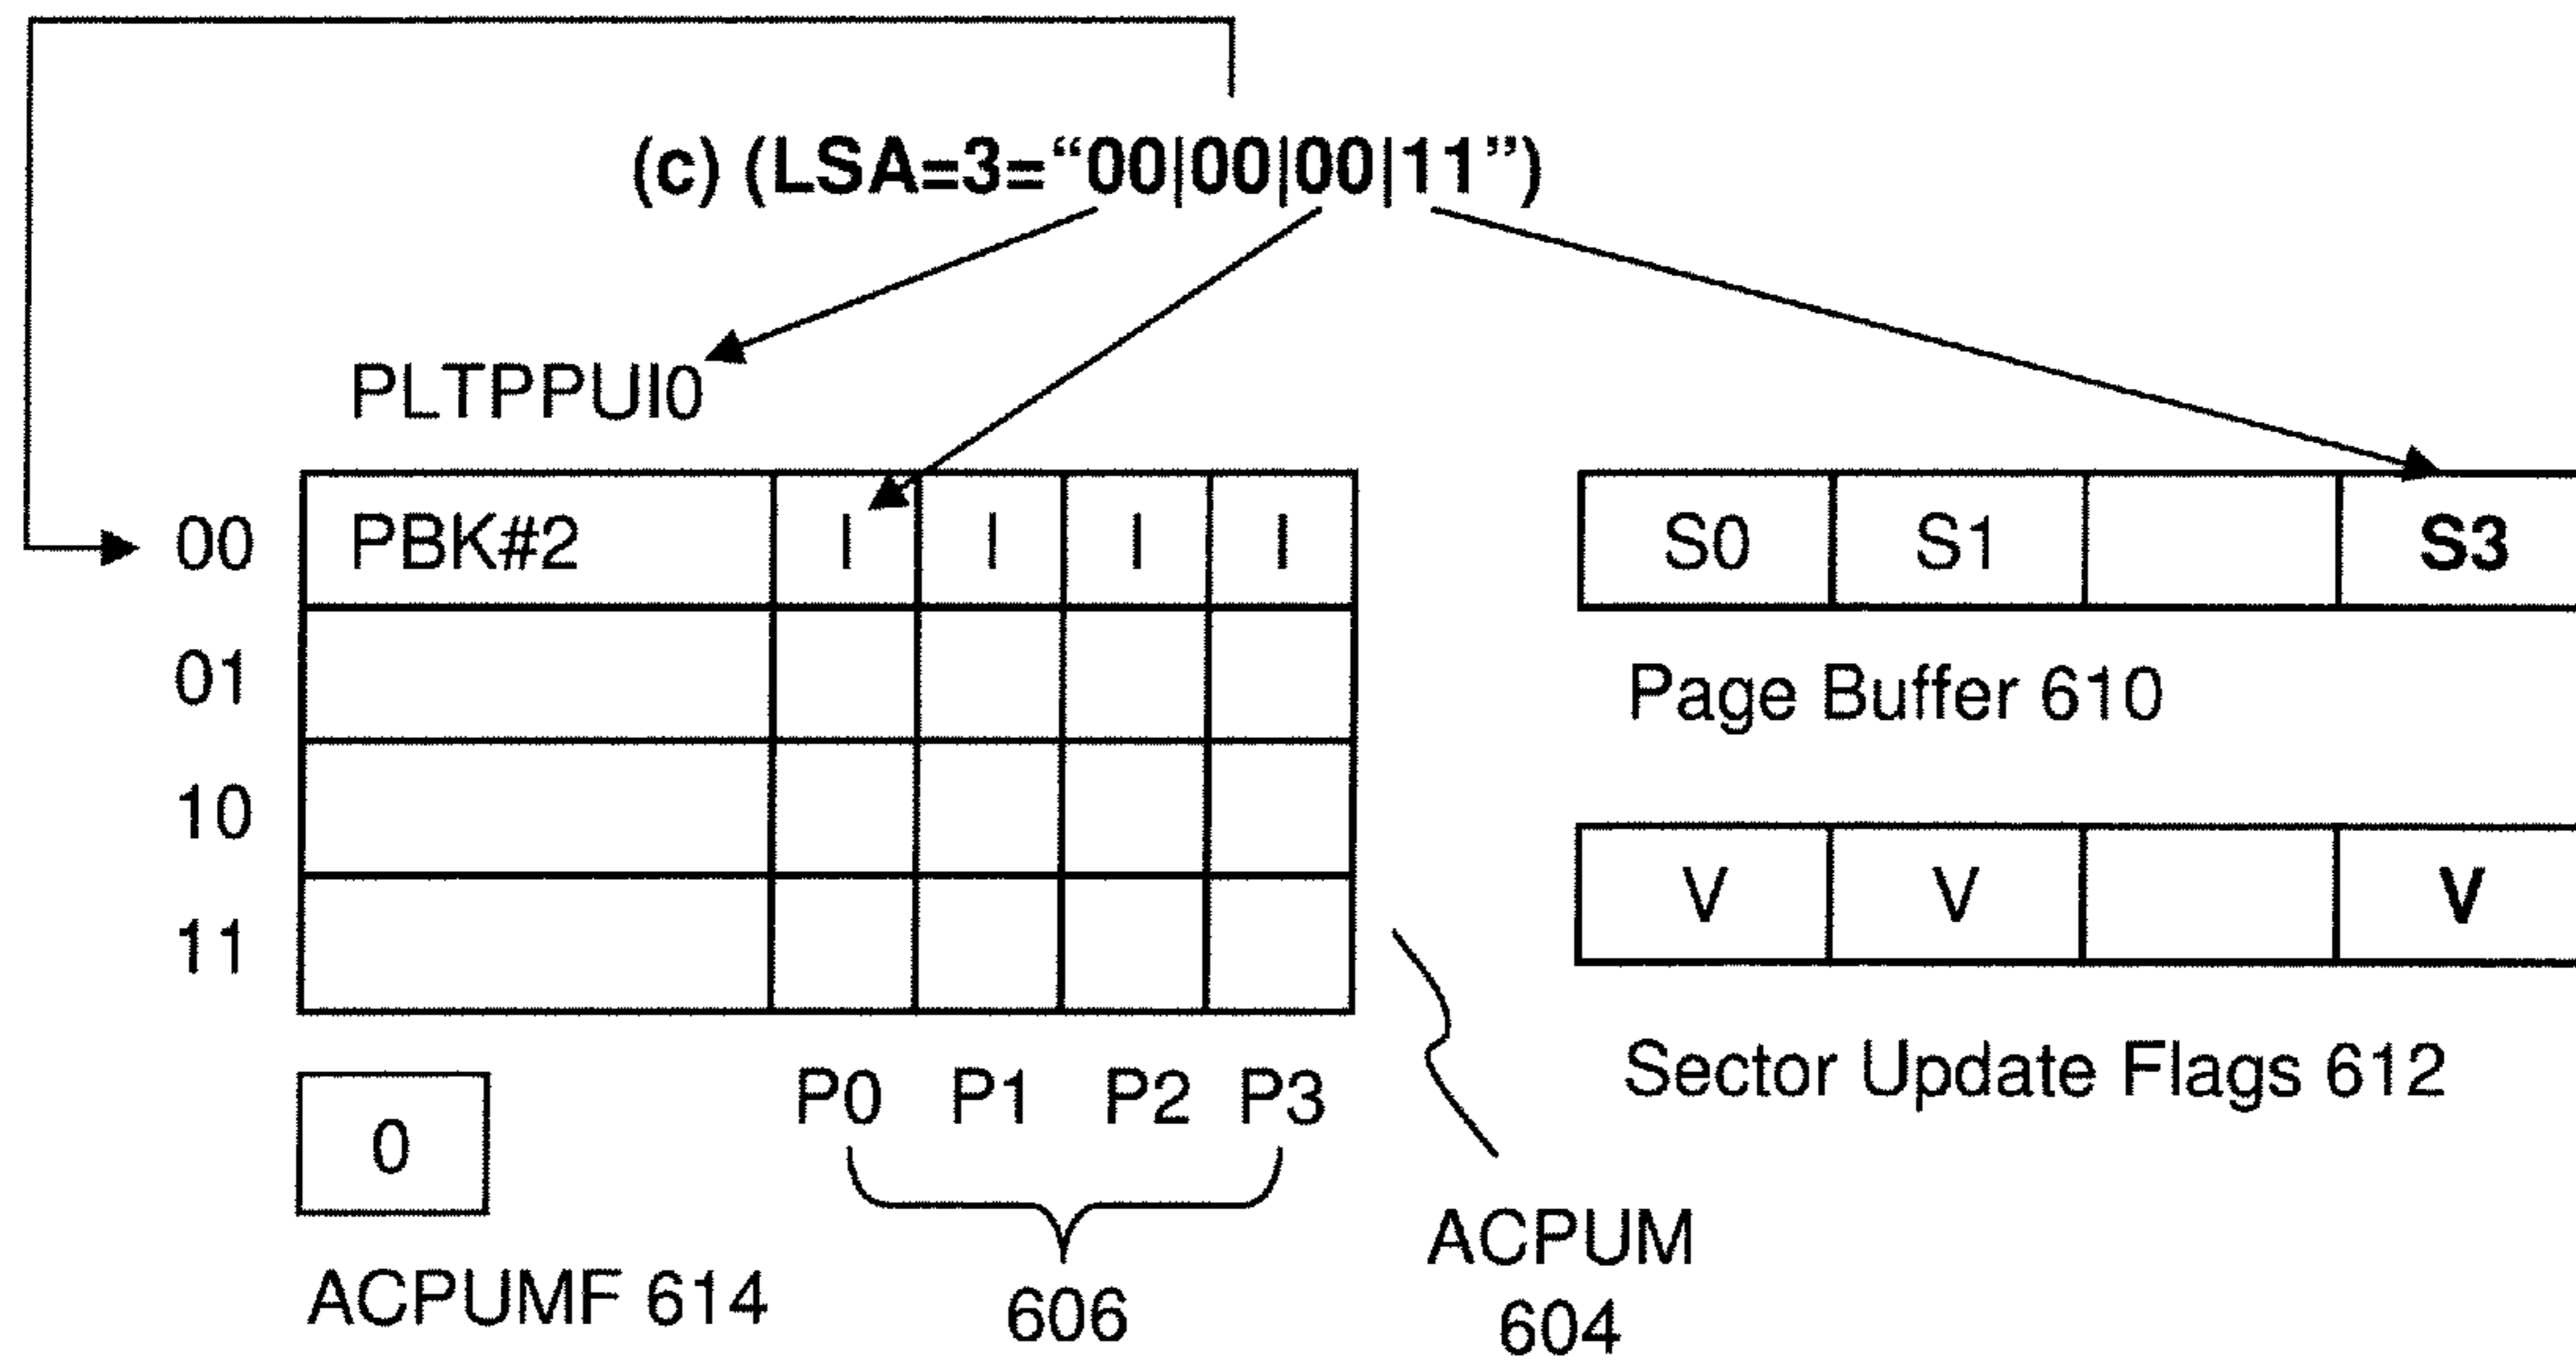 (c) (LSA=3=“00|00|00|11”)
PLTPPUI0
00 PBK#2 I I I I
01
10
11
P0 P1 P2 P3
0
ACPUMF 614
606
ACPUM
604
S0 S1 S3
Page Buffer 610
V V V
Sector Update Flags 612